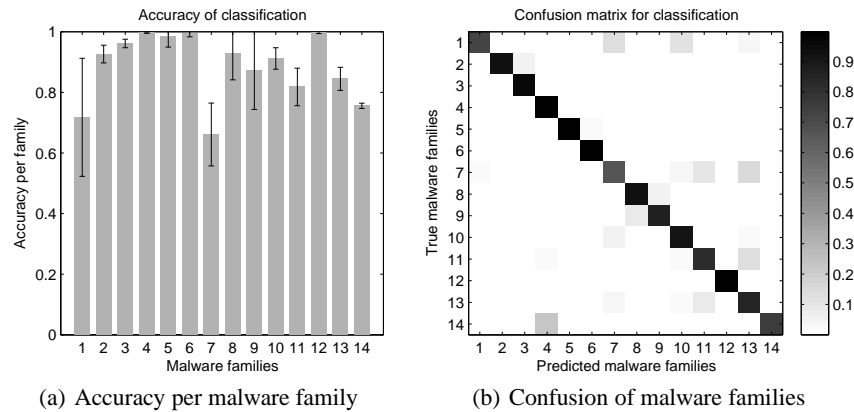 Accuracy of classification
1
0.8
0.6
0.4
0.2
0
Accuracy per family
1 2 3 4 5 6 7 8 9 10 11 12 13 14
Malware families
(a) Accuracy per malware family
Confusion matrix for classification
1
2
3
4
5
6
7
8
9
10
11
12
13
14
True malware families
1 2 3 4 5 6 7 8 9 10 11 12 13 14
Predicted malware families
0.9
0.8
0.7
0.6
0.5
0.4
0.3
0.2
0.1
(b) Confusion of malware families